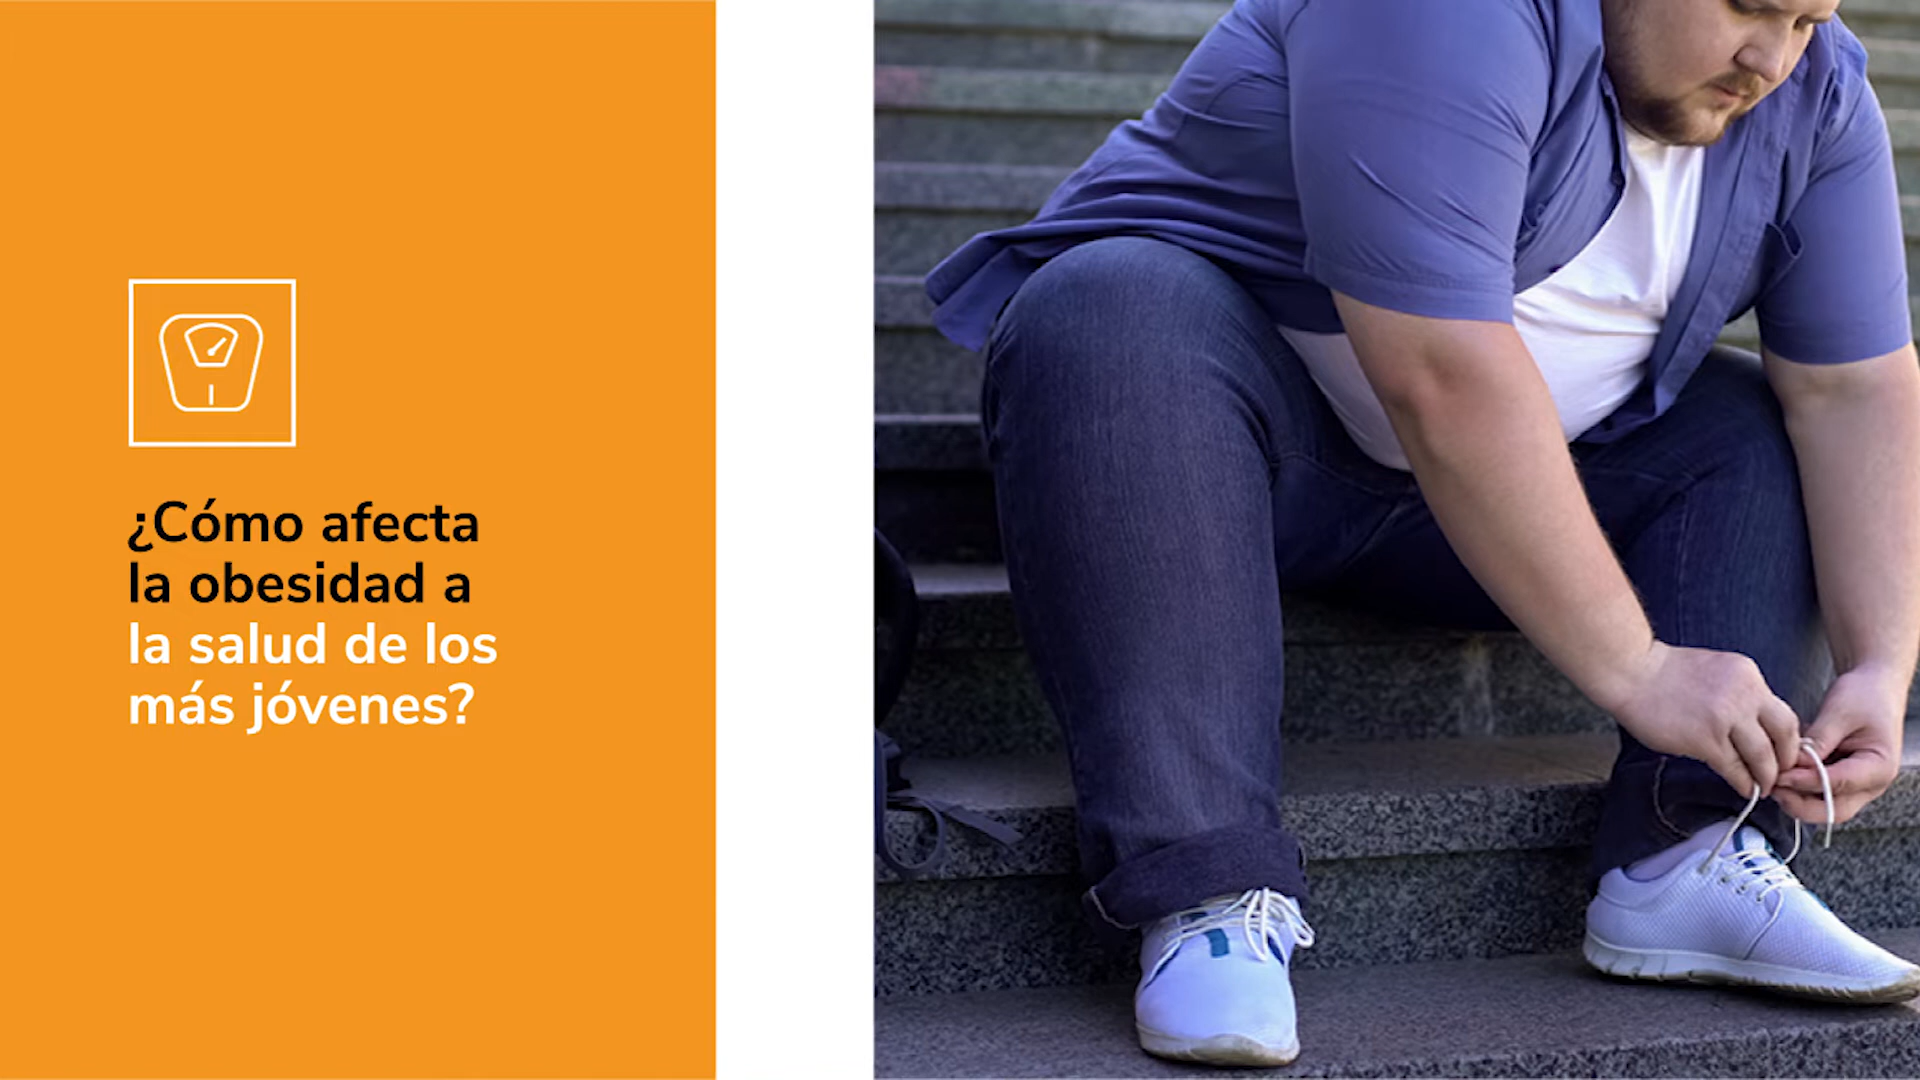 ¿Cómo afecta
la obesidad a
la salud de los
más jóvenes?